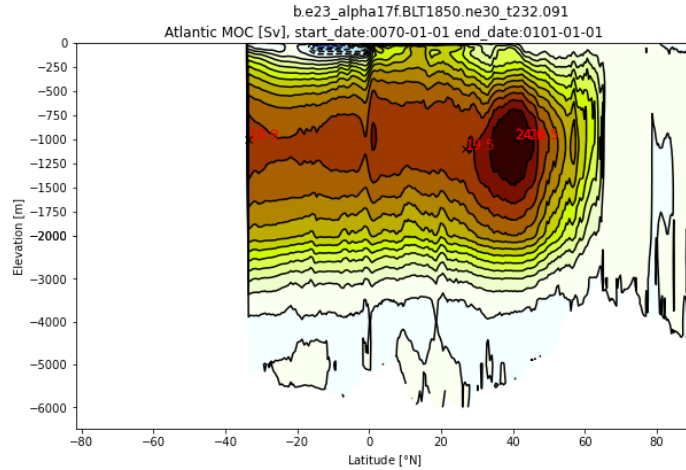 b.e23_alpha17f.BLT1850.ne30_t232.091
Atlantic MOC [Sv], start_date:0070-01-01 end_date:0101-01-01
0
−250
−500
−750
−1000
−1250
−1500
−1750
−2000
−3000
−4000
−5000
−6000
Elevation [m]
19.5
−80 −60 −40 −20 0 20 40 60 80
Latitude [°N]